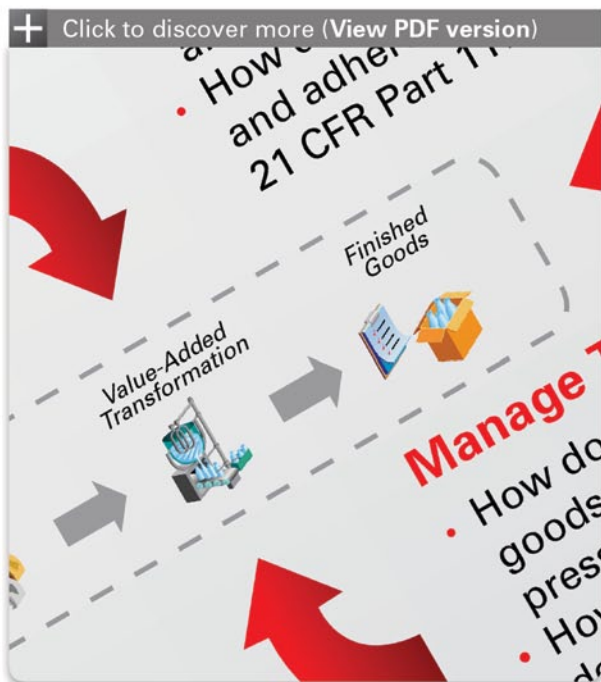 Click to discover more (View PDF version)
• How
and adhe
21 CFR Part 11
Finished
Goods
Value-Added
Transformation
Manage
• How do
goods
press
• How